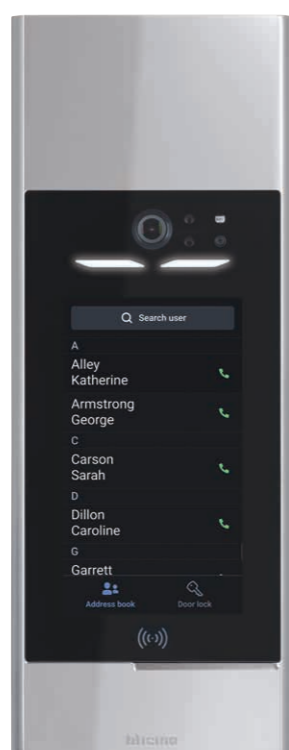 Search user
A
Alley
Katherine
Armstrong
George
C
Carson
Sarah
D
Dillon
Caroline
G
Garrett
Address book Door lock
bticino